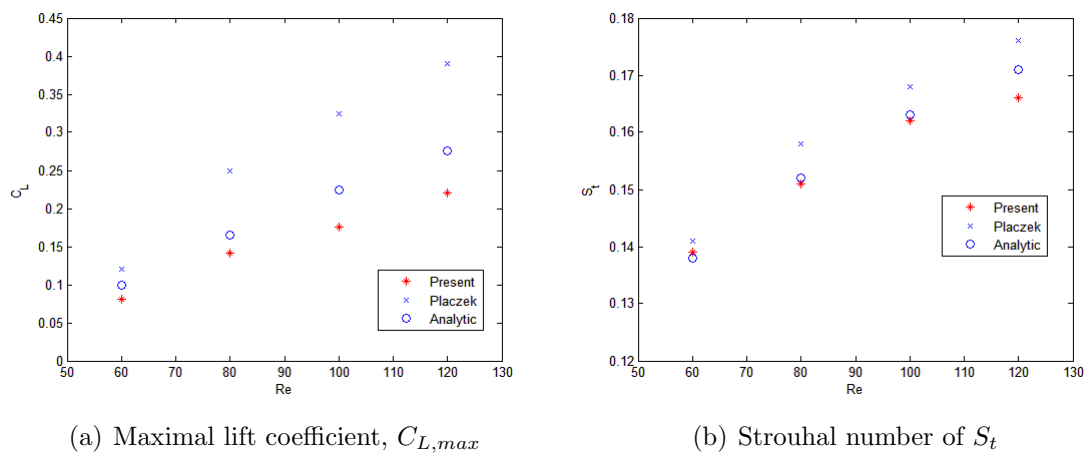 0.45
0.4
0.35
0.3
0.25
0.2
0.15
0.1
0.05
0
C_L
50 60 70 80 90 100 110 120 130
Re
Present
Placzek
Analytic
(a) Maximal lift coefficient, C_{L,max}
0.18
0.17
0.16
0.15
0.14
0.13
0.12
S_t
50 60 70 80 90 100 110 120 130
Re
Present
Placzek
Analytic
(b) Strouhal number of S_t